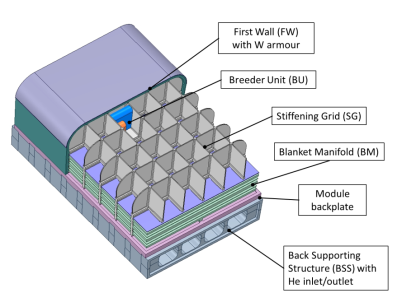 First Wall (FW)
with W armour
Breeder Unit (BU)
Stiffening Grid (SG)
Blanket Manifold (BM)
Module
backplate
Back Supporting
Structure (BSS) with
He inlet/outlet